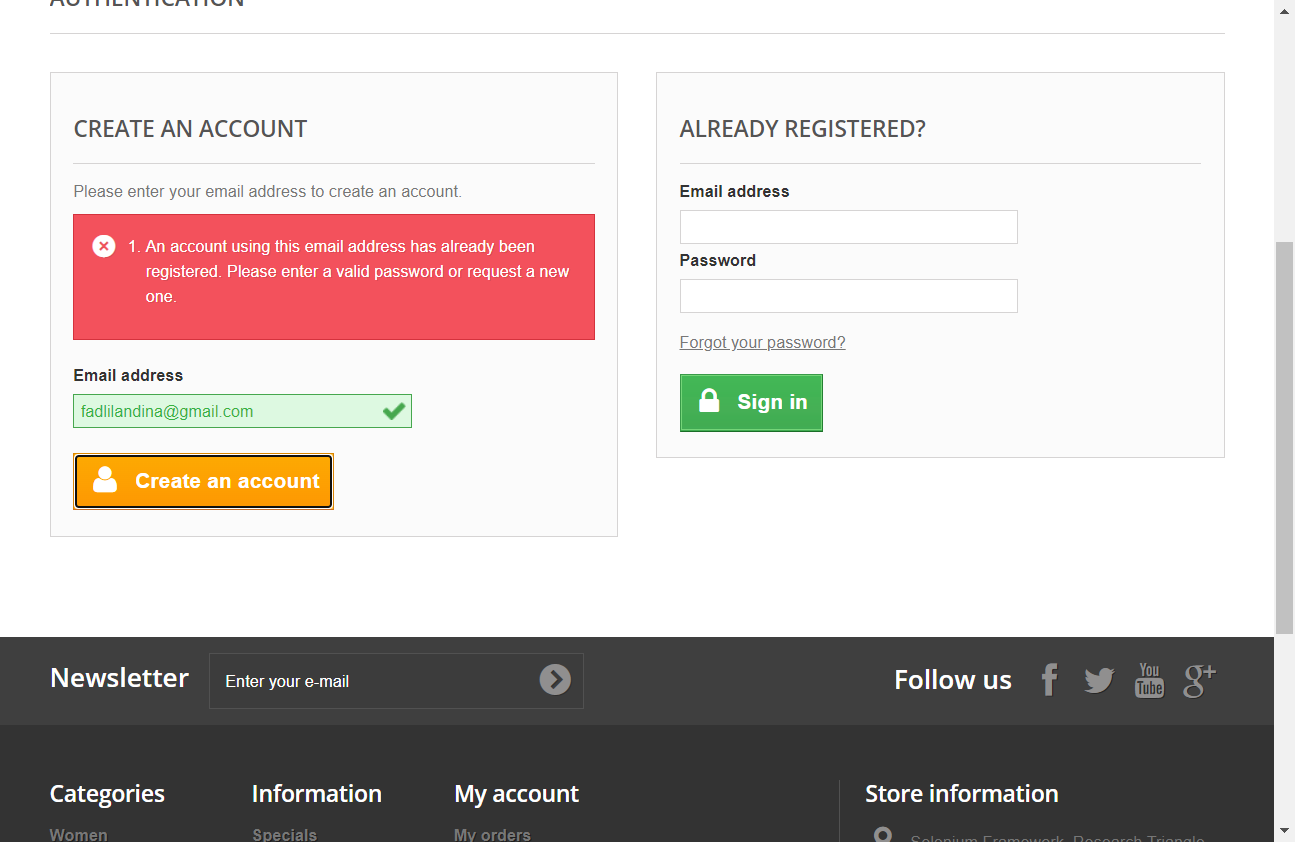 AUTHENTICATION
CREATE AN ACCOUNT
Please enter your email address to create an account.
1. An account using this email address has already been
registered. Please enter a valid password or request a new
one.
Email address
fadlilandina@gmail.com
Create an account
ALREADY REGISTERED?
Email address
Password
Forgot your password?
Sign in
Newsletter
Enter your e-mail
Follow us
You
Tube
g+
Categories
Information
My account
Store information
Women
Specials
My orders
Selenium Framework, Research Triangle